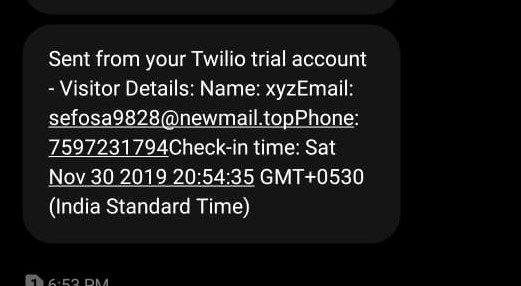 Sent from your Twilio trial account
- Visitor Details: Name: xyzEmail:
sefosa9828@newmail.topPhone:
7597231794Check-in time: Sat
Nov 30 2019 20:54:35 GMT+0530
(India Standard Time)
1 6:53 PM